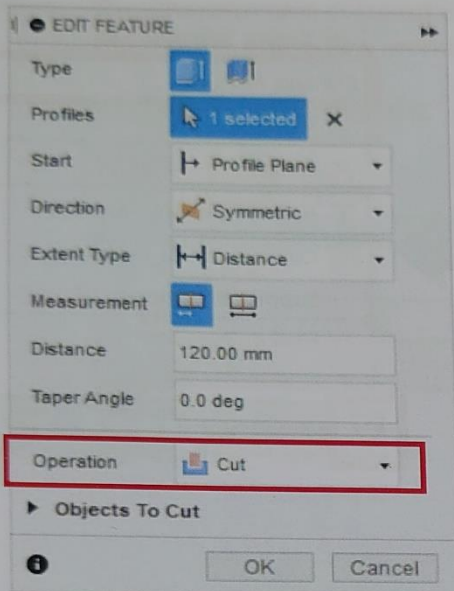 EDIT FEATURE
Type
Profiles 1 selected
Start Profile Plane
Direction Symmetric
Extent Type Distance
Measurement
Distance 120.00 mm
Taper Angle 0.0 deg
Operation Cut
Objects To Cut
OK Cancel